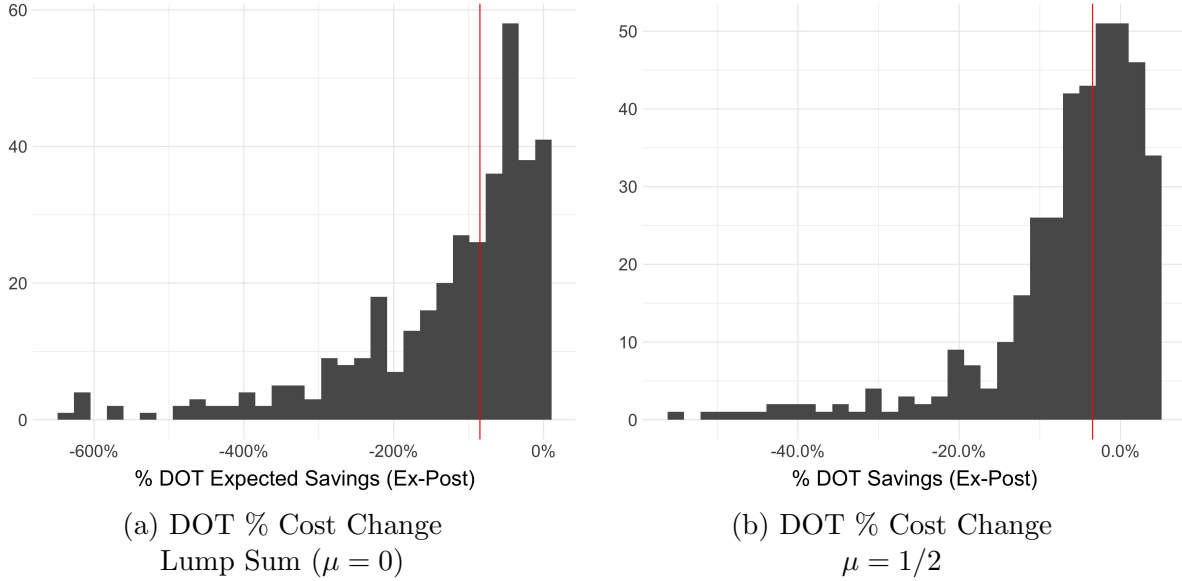 60
40
20
0
-600%
-400%
-200%
0%
% DOT Expected Savings (Ex-Post)
(a) DOT % Cost Change
Lump Sum (μ = 0)
50
40
30
20
10
0
-40.0%
-20.0%
0.0%
% DOT Savings (Ex-Post)
(b) DOT % Cost Change
μ = 1/2